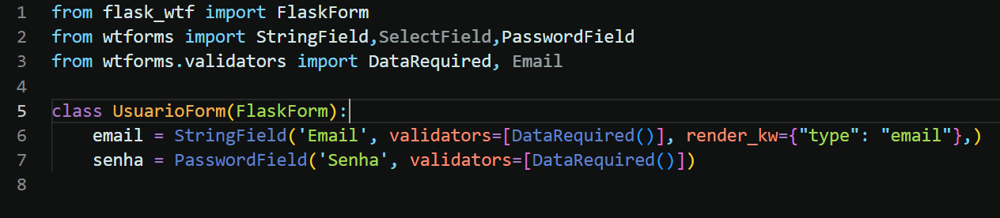 1 from flask_wtf import FlaskForm
2 from wtforms import StringField,SelectField,PasswordField
3 from wtforms.validators import DataRequired, Email
4
5 class UsuarioForm(FlaskForm):
6     email = StringField('Email', validators=[DataRequired()], render_kw={"type": "email"},)
7     senha = PasswordField('Senha', validators=[DataRequired()])
8